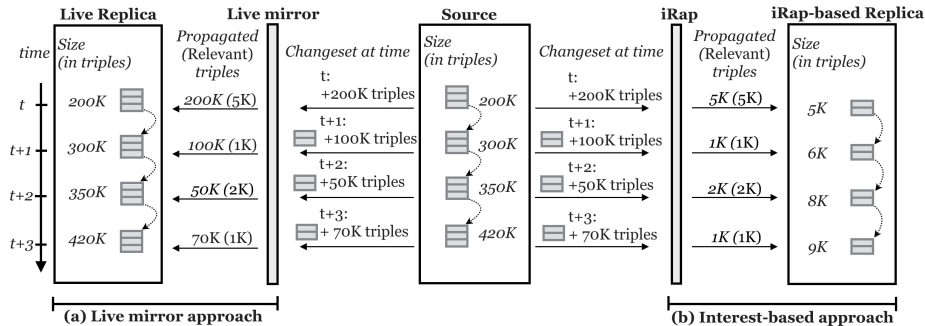 Live Replica
Live mirror
Source
iRap
iRap-based Replica
time
Size
(in triples)
Propagated
(Relevant)
triples
Changeset at time
Size
(in triples)
Changeset at time
Propagated
(Relevant)
triples
Size
(in triples)
t
200K
200K (5K)
t:
+200K triples
200K
t:
+200K triples
5K (5K)
5K
t+1
300K
100K (1K)
t+1:
+100K triples
300K
t+1:
+100K triples
1K (1K)
6K
t+2
350K
50K (2K)
t+2:
+50K triples
350K
t+2:
+50K triples
2K (2K)
8K
t+3
420K
70K (1K)
t+3:
+ 70K triples
420K
t+3:
+ 70K triples
1K (1K)
9K
(a) Live mirror approach
(b) Interest-based approach